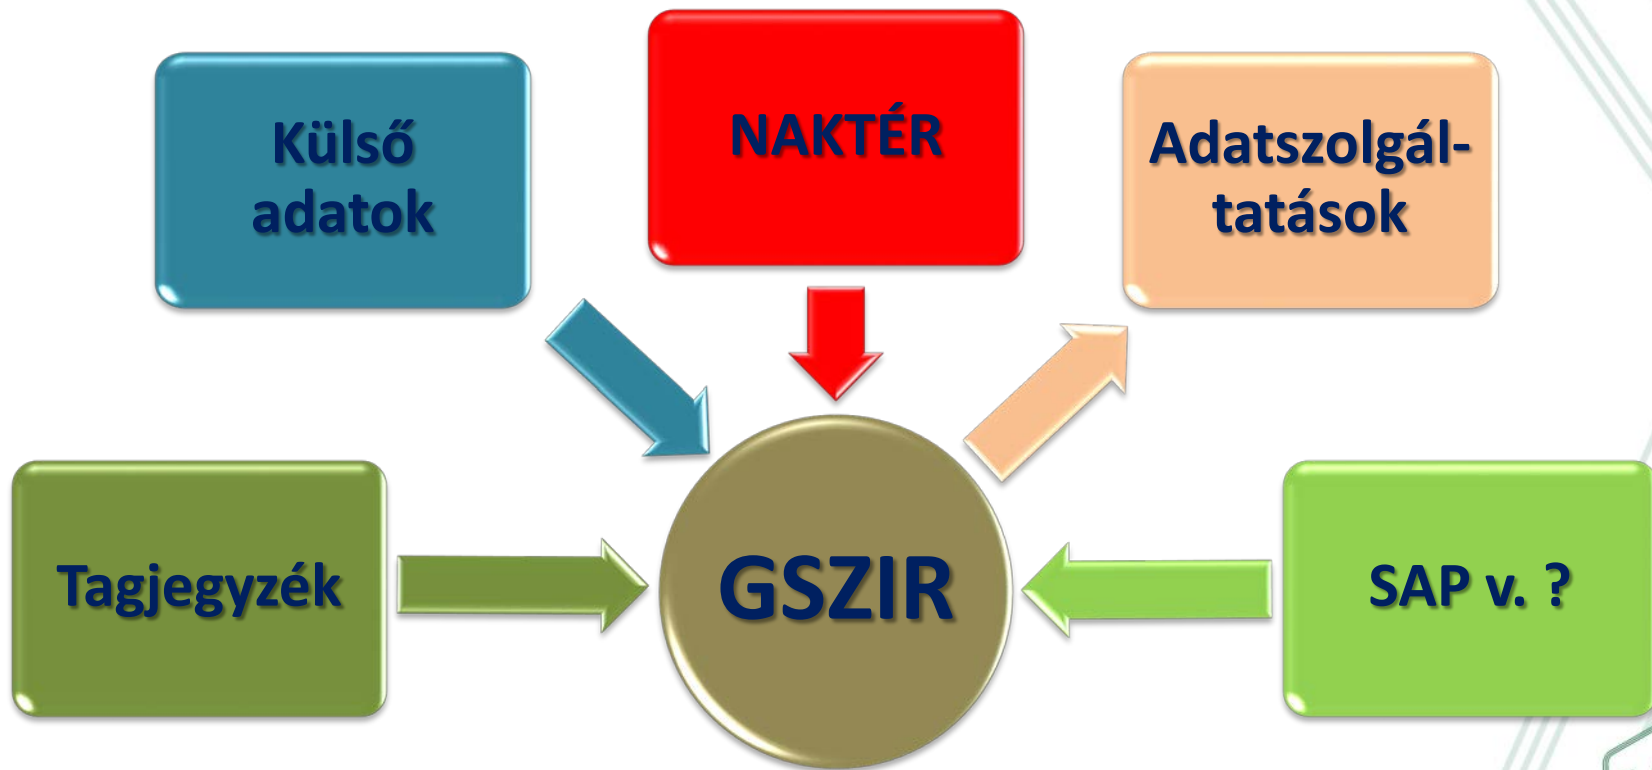 Külső
adatok
NAKTÉR
Adatszolgál-
tatások
Tagjegyzék
GSZIR
SAP v. ?